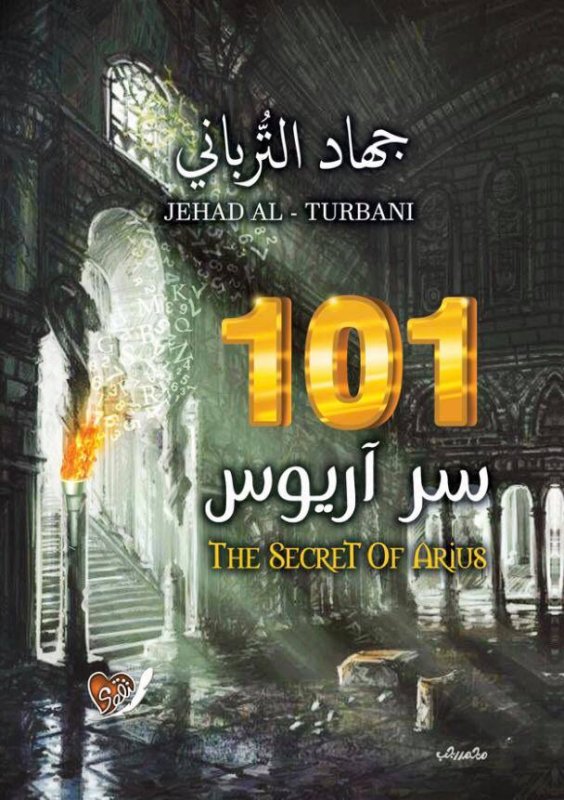 جهاد التُّرباني
JEHAD AL - TURBANI
101
سر آريوس
THE SECRET OF ARIUS